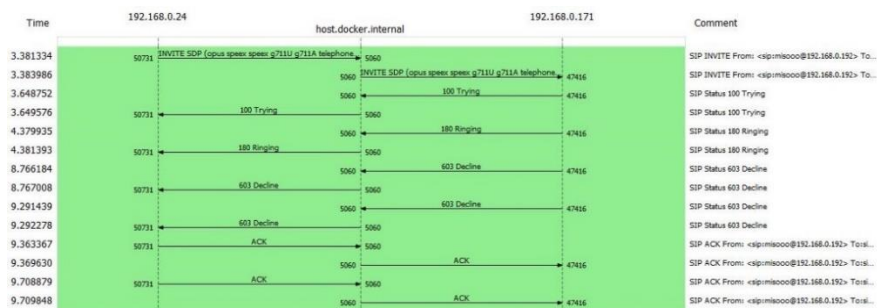 Time 192.168.0.24 host.docker.internal 192.168.0.171 Comment
3.381334 50731 INVITE SDP (opus speex speex g711U g711A telephone... 5060 SIP INVITE From: <sip:misooo@192.168.0.192> To...
3.383986 5060 INVITE SDP (opus speex speex g711U g711A telephone... 47416 SIP INVITE From: <sip:misooo@192.168.0.192> To...
3.648752 5060 100 Trying 47416 SIP Status 100 Trying
3.649576 50731 100 Trying 5060 SIP Status 100 Trying
4.379935 5060 180 Ringing 47416 SIP Status 180 Ringing
4.381393 50731 180 Ringing 5060 SIP Status 180 Ringing
8.766184 5060 603 Decline 47416 SIP Status 603 Decline
8.767008 50731 603 Decline 5060 SIP Status 603 Decline
9.291439 5060 603 Decline 47416 SIP Status 603 Decline
9.292278 50731 603 Decline 5060 SIP Status 603 Decline
9.363367 50731 ACK 5060 SIP ACK From: <sip:misooo@192.168.0.192> To:si...
9.369630 5060 ACK 47416 SIP ACK From: <sip:misooo@192.168.0.192> To:si...
9.708879 50731 ACK 5060 SIP ACK From: <sip:misooo@192.168.0.192> To:si...
9.709848 5060 ACK 47416 SIP ACK From: <sip:misooo@192.168.0.192> To:si...